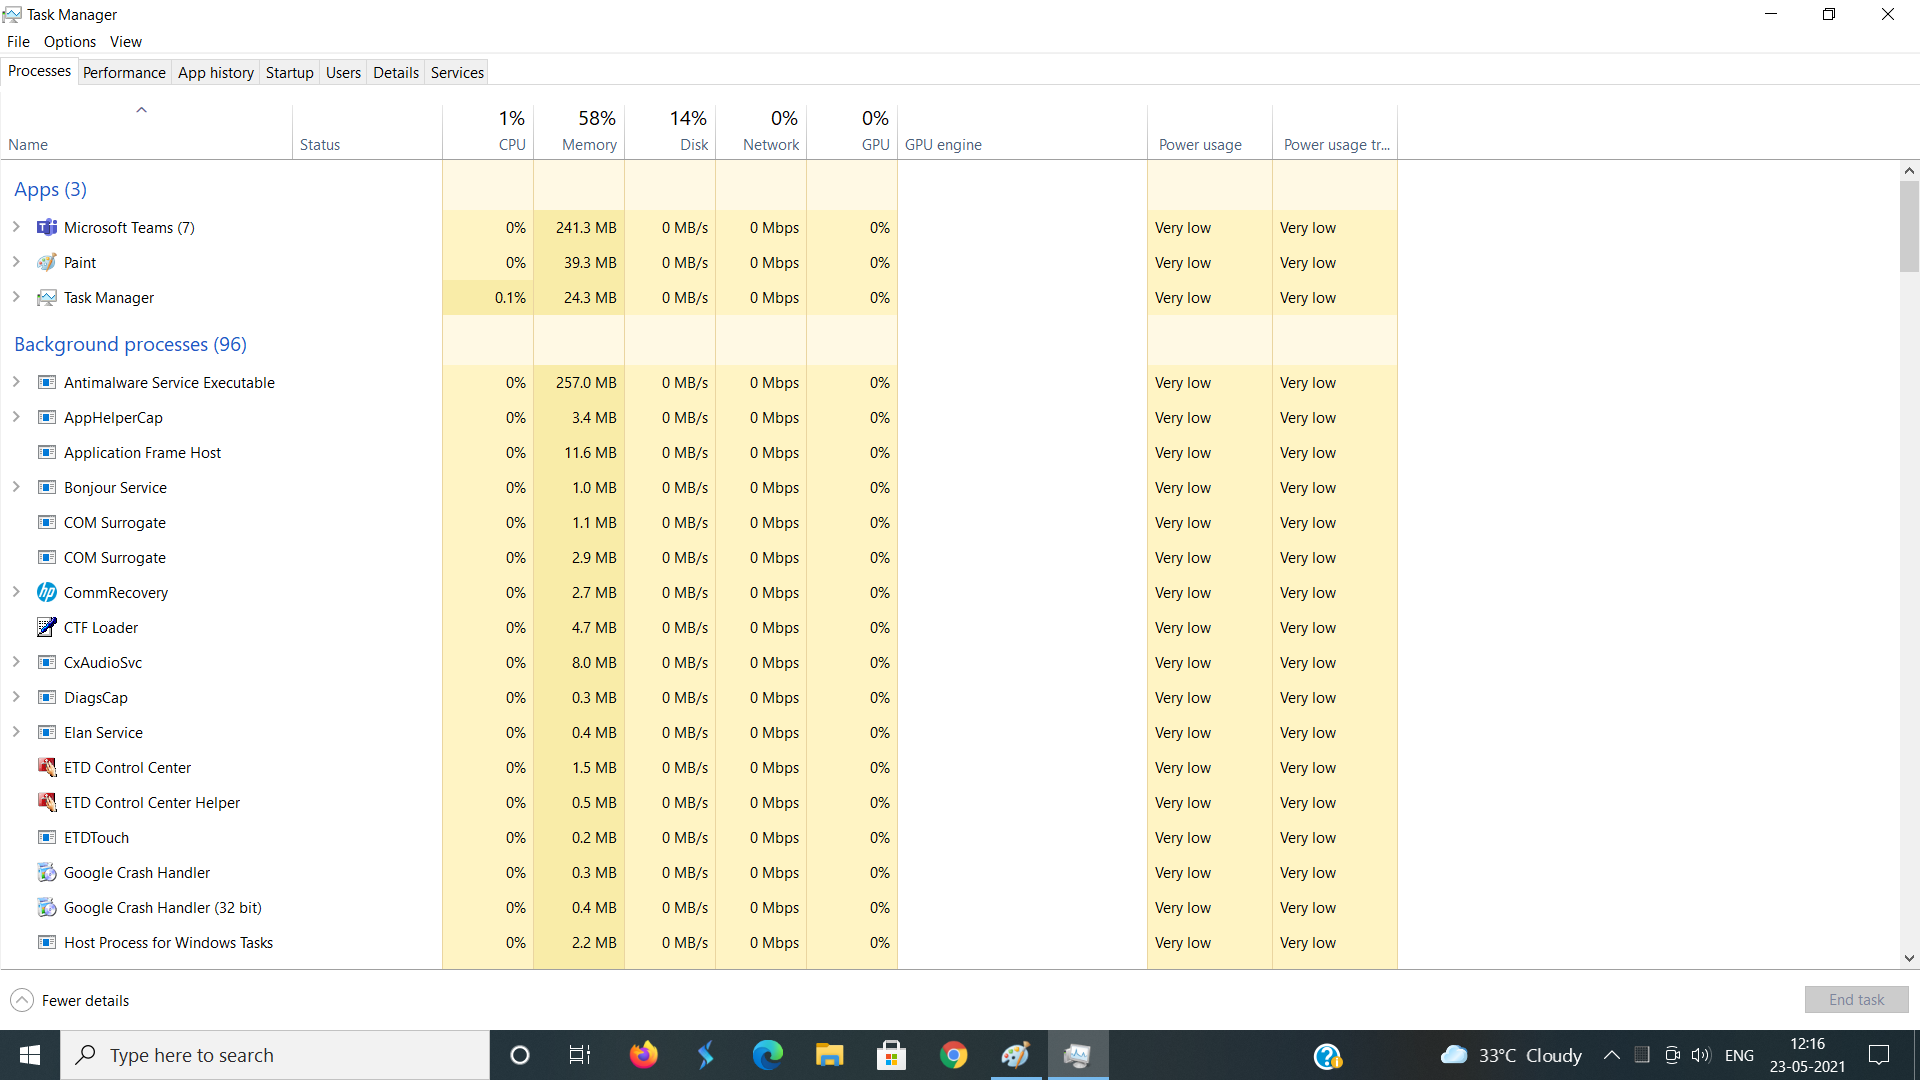 Task Manager
File Options View
Processes Performance App history Startup Users Details Services
1% 58% 14% 0% 0%
Name Status CPU Memory Disk Network GPU GPU engine Power usage Power usage tr...
Apps (3)
Microsoft Teams (7) 0% 241.3 MB 0 MB/s 0 Mbps 0% Very low Very low
Paint 0% 39.3 MB 0 MB/s 0 Mbps 0% Very low Very low
Task Manager 0.1% 24.3 MB 0 MB/s 0 Mbps 0% Very low Very low
Background processes (96)
Antimalware Service Executable 0% 257.0 MB 0 MB/s 0 Mbps 0% Very low Very low
AppHelperCap 0% 3.4 MB 0 MB/s 0 Mbps 0% Very low Very low
Application Frame Host 0% 11.6 MB 0 MB/s 0 Mbps 0% Very low Very low
Bonjour Service 0% 1.0 MB 0 MB/s 0 Mbps 0% Very low Very low
COM Surrogate 0% 1.1 MB 0 MB/s 0 Mbps 0% Very low Very low
COM Surrogate 0% 2.9 MB 0 MB/s 0 Mbps 0% Very low Very low
hp CommRecovery 0% 2.7 MB 0 MB/s 0 Mbps 0% Very low Very low
CTF Loader 0% 4.7 MB 0 MB/s 0 Mbps 0% Very low Very low
CxAudioSvc 0% 8.0 MB 0 MB/s 0 Mbps 0% Very low Very low
DiagsCap 0% 0.3 MB 0 MB/s 0 Mbps 0% Very low Very low
Elan Service 0% 0.4 MB 0 MB/s 0 Mbps 0% Very low Very low
ETD Control Center 0% 1.5 MB 0 MB/s 0 Mbps 0% Very low Very low
ETD Control Center Helper 0% 0.5 MB 0 MB/s 0 Mbps 0% Very low Very low
ETDTouch 0% 0.2 MB 0 MB/s 0 Mbps 0% Very low Very low
Google Crash Handler 0% 0.3 MB 0 MB/s 0 Mbps 0% Very low Very low
Google Crash Handler (32 bit) 0% 0.4 MB 0 MB/s 0 Mbps 0% Very low Very low
Host Process for Windows Tasks 0% 2.2 MB 0 MB/s 0 Mbps 0% Very low Very low
Fewer details End task
Type here to search 33°C Cloudy ENG 12:16
23-05-2021